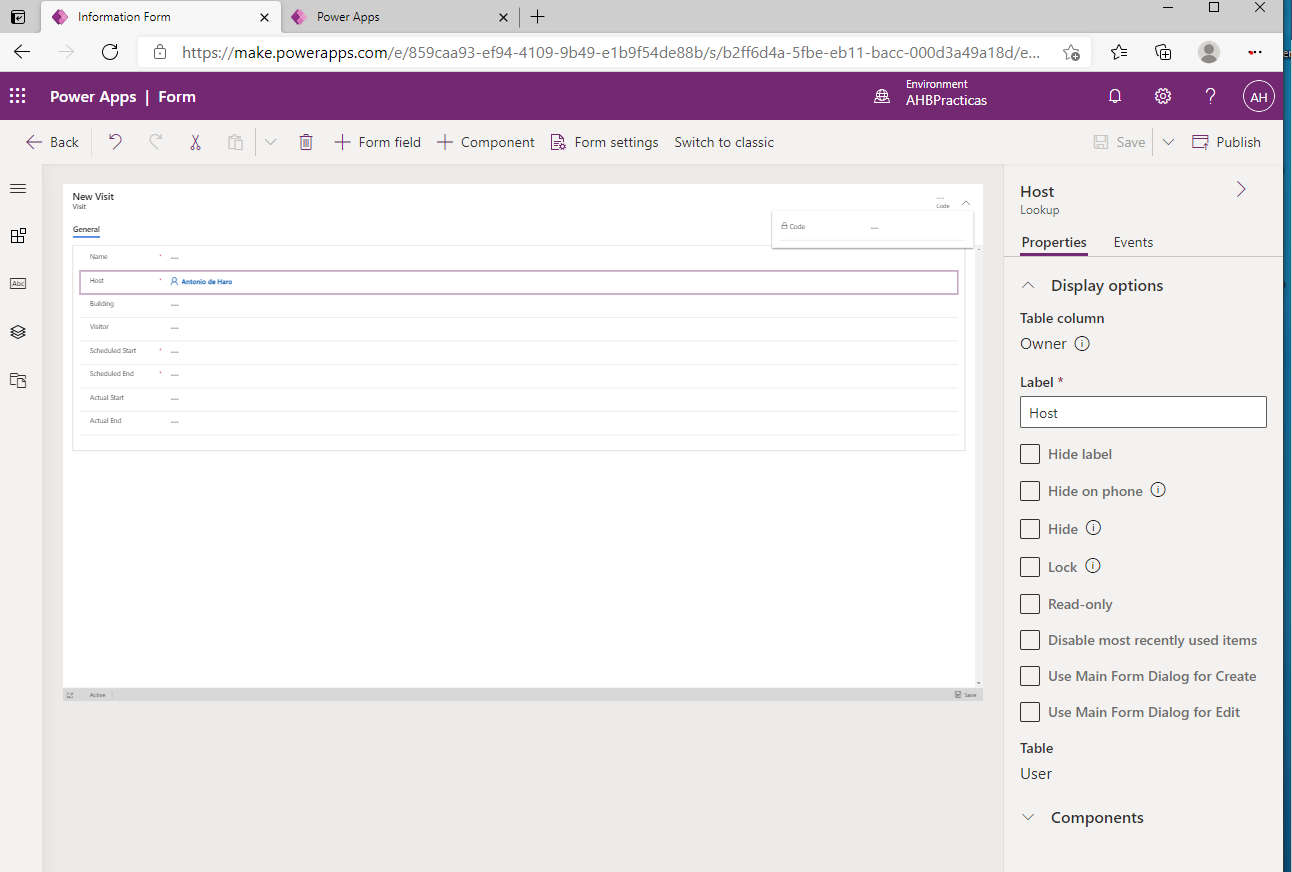 Information Form
Power Apps
https://make.powerapps.com/e/859caa93-ef94-4109-9b49-e1b9f54de88b/s/b2ff6d4a-5fbe-eb11-bacc-000d3a49a18d/e...
Power Apps | Form
Environment
AHBPracticas
AH
Back
Form field
Component
Form settings
Switch to classic
Save
Publish
Abc
New Visit
Visit
---
Code
General
Code ---
Name * ---
Host * Antonio de Haro
Building ---
Visitor ---
Scheduled Start * ---
Scheduled End * ---
Actual Start ---
Actual End ---
Active
Save
Host
Lookup
Properties
Events
Display options
Table column
Owner
Label *
Host
Hide label
Hide on phone
Hide
Lock
Read-only
Disable most recently used items
Use Main Form Dialog for Create
Use Main Form Dialog for Edit
Table
User
Components